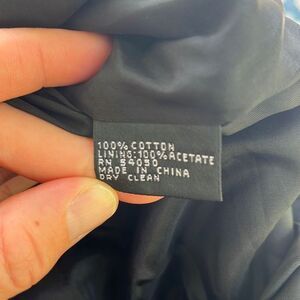 100% COTTON
LINING:100% ACETATE
RN 54050
MADE IN CHINA
DRY CLEAN